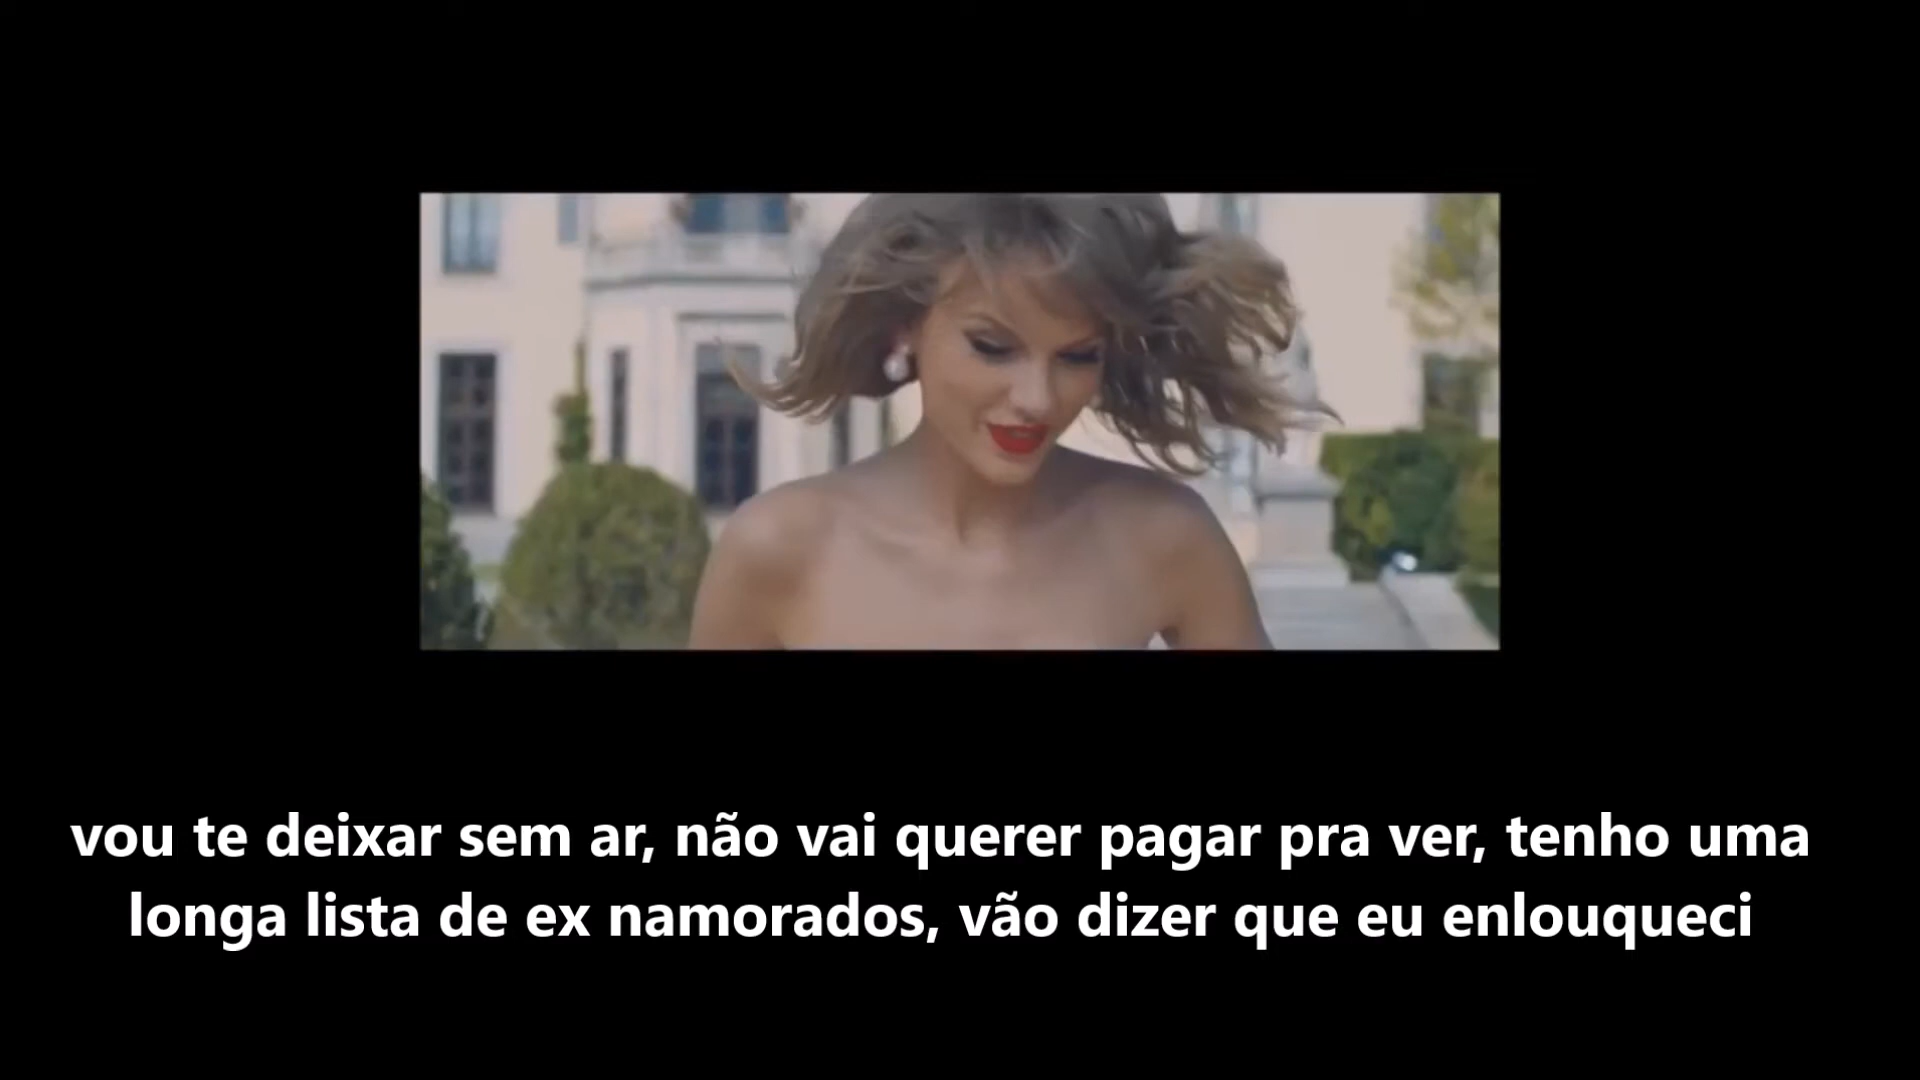 vou te deixar sem ar, não vai querer pagar pra ver, tenho uma
longa lista de ex namorados, vão dizer que eu enlouqueci